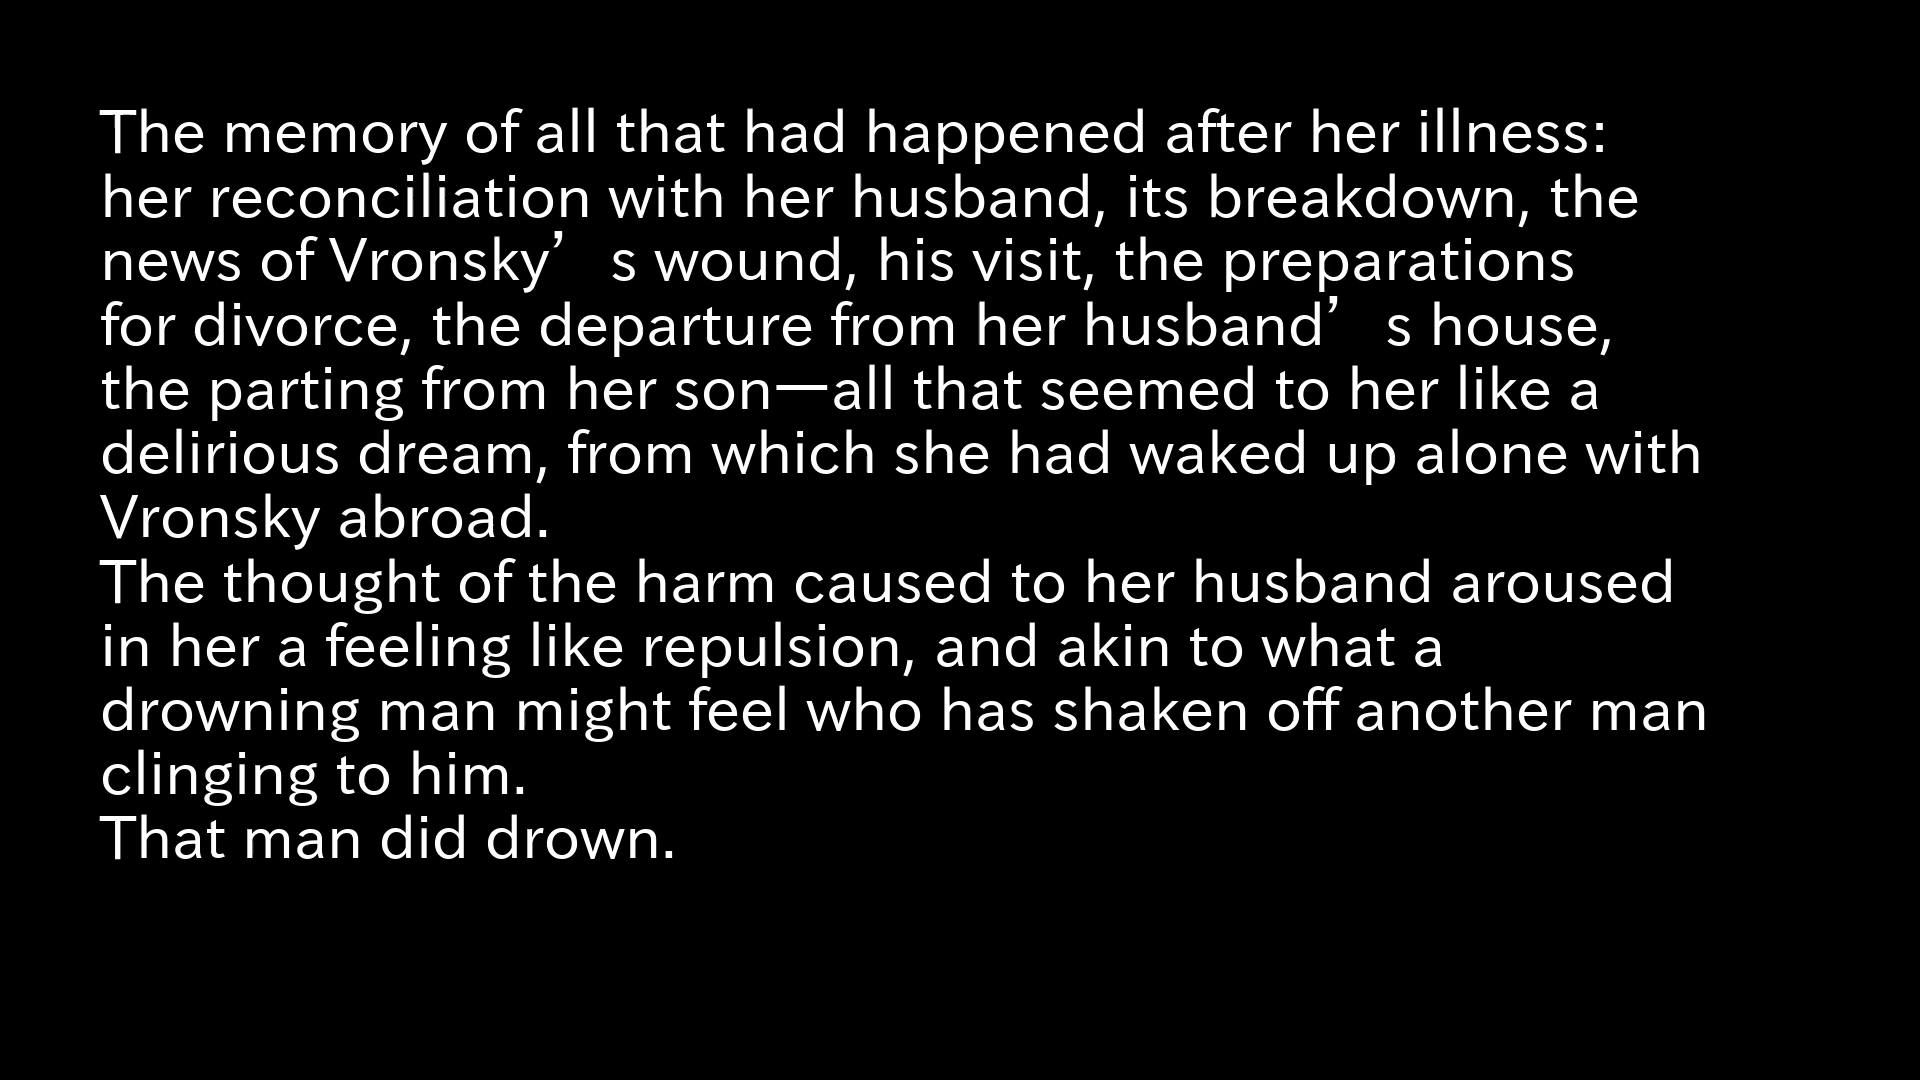 The memory of all that had happened after her illness:
her reconciliation with her husband, its breakdown, the
news of Vronsky’s wound, his visit, the preparations
for divorce, the departure from her husband’s house,
the parting from her son—all that seemed to her like a
delirious dream, from which she had waked up alone with
Vronsky abroad.
The thought of the harm caused to her husband aroused
in her a feeling like repulsion, and akin to what a
drowning man might feel who has shaken off another man
clinging to him.
That man did drown.